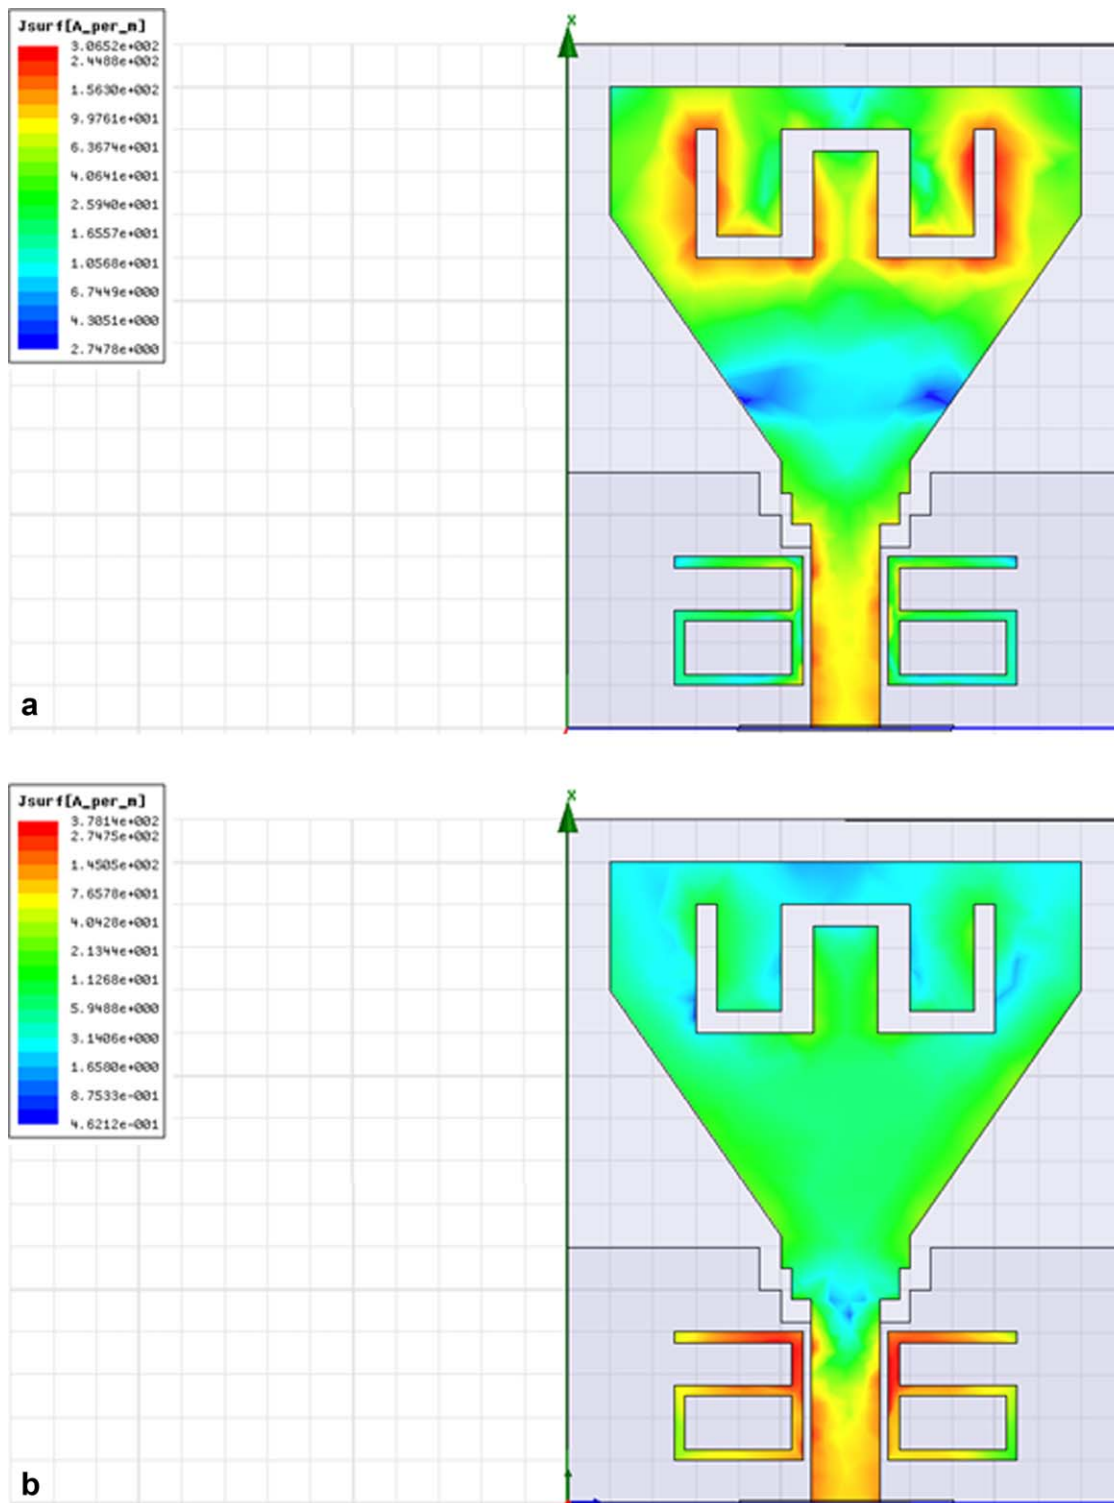 Jsurf[A_per_m]
3.0652e+002
2.4488e+002
1.5630e+002
9.9761e+001
6.3674e+001
4.0641e+001
2.5940e+001
1.6557e+001
1.0568e+001
6.7449e+000
4.3051e+000
2.7478e+000
x
a
Jsurf[A_per_m]
3.7814e+002
2.7475e+002
1.4505e+002
7.6578e+001
4.0428e+001
2.1344e+001
1.1268e+001
5.9488e+000
3.1406e+000
1.6580e+000
8.7533e-001
4.6212e-001
x
b